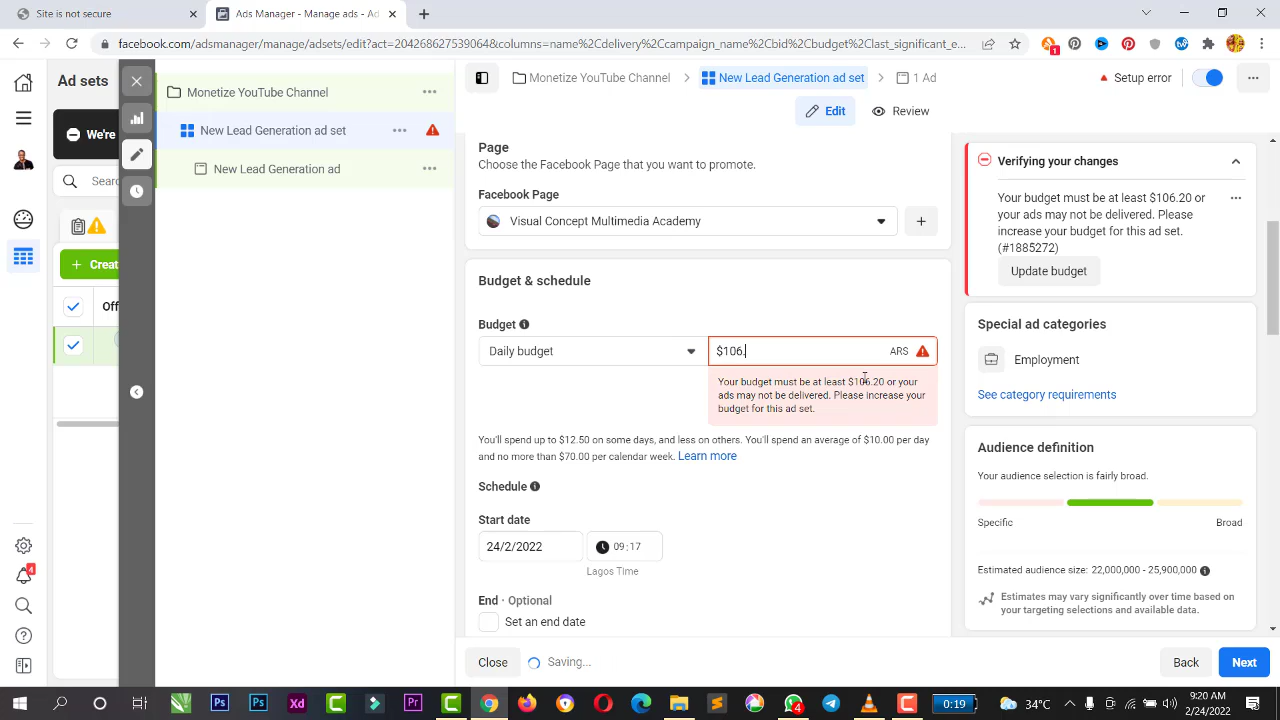 Site is not secure
Ads Manager - Manage ads - Ad
facebook.com/adsmanager/manage/adsets/edit?act=204260627539064&columns=name%2Cdelivery%2Ccampaign_name%2Cbid%2Cbudget%2Clast_significant_e...
1
Ad sets
We're
Searc
Creat
Off
Monetize YouTube Channel
New Lead Generation ad set
New Lead Generation ad
Monetize YouTube Channel
New Lead Generation ad set
1 Ad
Setup error
Edit
Review
Page
Choose the Facebook Page that you want to promote.
Facebook Page
Visual Concept Multimedia Academy
Budget & schedule
Budget
Daily budget
$106.
ARS
Your budget must be at least $106.20 or your
ads may not be delivered. Please increase your
budget for this ad set.
You'll spend up to $12.50 on some days, and less on others. You'll spend an average of $10.00 per day
and no more than $70.00 per calendar week. Learn more
Schedule
Start date
24/2/2022
09:17
Lagos Time
End · Optional
Set an end date
Verifying your changes
Your budget must be at least $106.20 or
your ads may not be delivered. Please
increase your budget for this ad set.
(#1885272)
Update budget
Special ad categories
Employment
See category requirements
Audience definition
Your audience selection is fairly broad.
Specific
Broad
Estimated audience size: 22,000,000 - 25,900,000
Estimates may vary significantly over time based on
your targeting selections and available data.
Close
Saving...
Back
Next
4
Ps
Ps
Xd
Pr
4
0:19
34°C
9:20 AM
2/24/2022